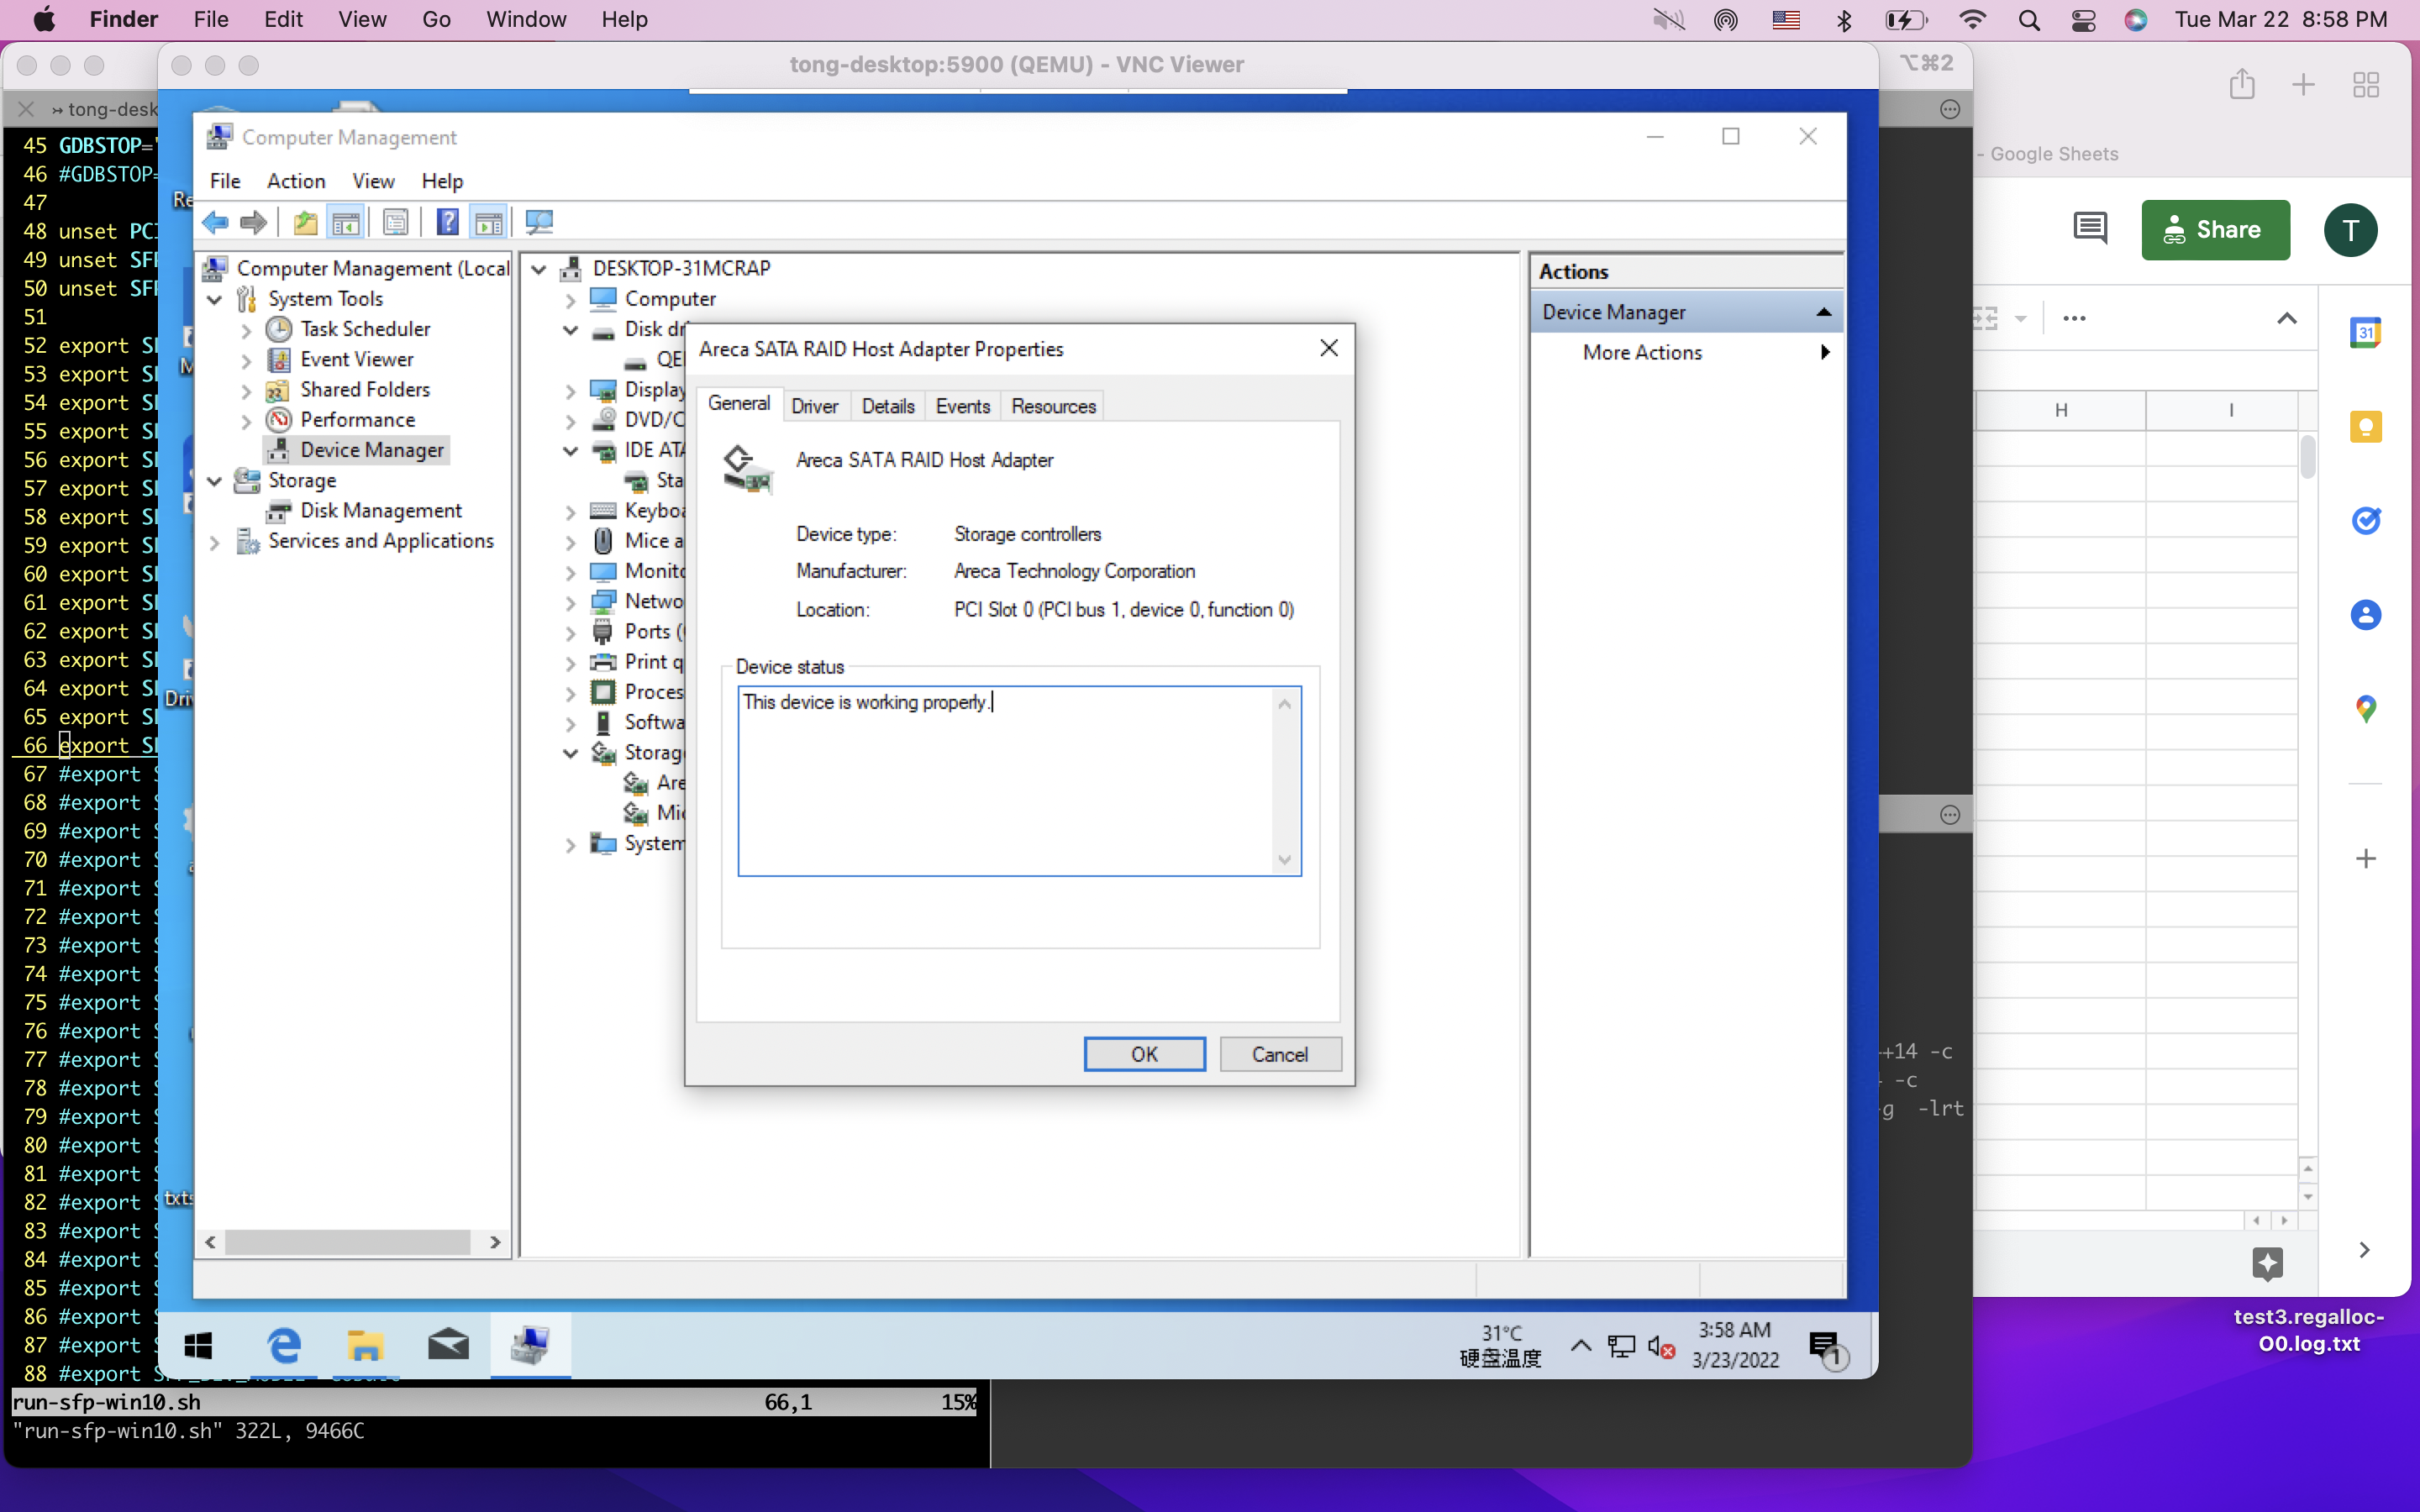 Finder File Edit View Go Window Help
Tue Mar 22 8:58 PM
tong-desktop:5900 (QEMU) - VNC Viewer
⌥⌘2
tong-desk
- Google Sheets
Share
T
31
H I
Computer Management
File Action View Help
Computer Management (Local
System Tools
Task Scheduler
Event Viewer
Shared Folders
Performance
Device Manager
Storage
Disk Management
Services and Applications
DESKTOP-31MCRAP
Computer
Disk dr
QE
Display
DVD/C
IDE ATA
Sta
Keyboa
Mice a
Monito
Netwo
Ports (
Print q
Proces
Softwa
Storag
Are
Mic
System
Actions
Device Manager
More Actions
Areca SATA RAID Host Adapter Properties
General Driver Details Events Resources
Areca SATA RAID Host Adapter
Device type: Storage controllers
Manufacturer: Areca Technology Corporation
Location: PCI Slot 0 (PCI bus 1, device 0, function 0)
Device status
This device is working properly.
OK Cancel
45 GDBSTOP=
46 #GDBSTOP=
47
48 unset PCI
49 unset SFP
50 unset SFP
51
52 export
53 export
54 export
55 export
56 export
57 export
58 export
59 export
60 export
61 export
62 export
63 export
64 export
65 export
66 export
67 #export
68 #export
69 #export
70 #export
71 #export
72 #export
73 #export
74 #export
75 #export
76 #export
77 #export
78 #export
79 #export
80 #export
81 #export
82 #export
83 #export
84 #export
85 #export
86 #export
87 #export
88 #export
Re
Dri
txts
+14 -c
-c
g -lrt
31°C
硬盘温度
3:58 AM
3/23/2022
1
run-sfp-win10.sh 66,1 15%
"run-sfp-win10.sh" 322L, 9466C
test3.regalloc-
O0.log.txt